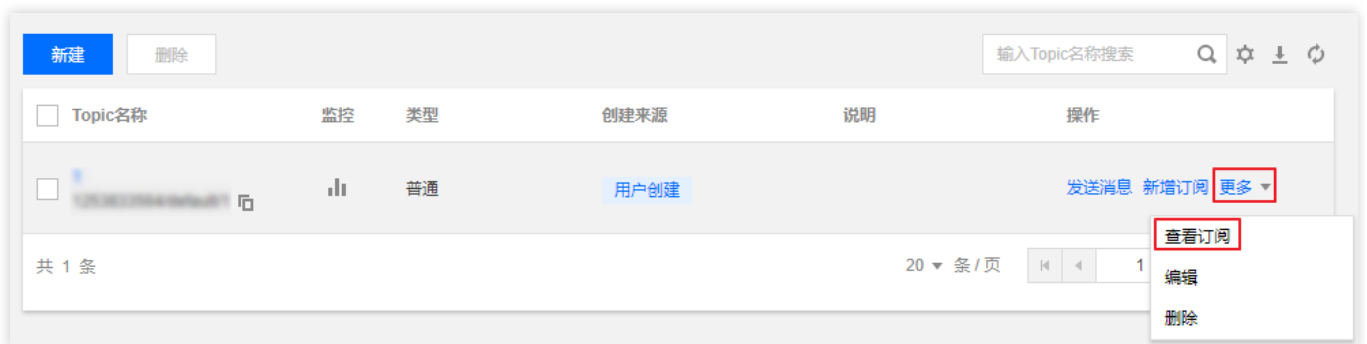 新建 删除 输入Topic名称搜索
Topic名称 监控 类型 创建来源 说明 操作
普通 用户创建 发送消息 新增订阅 更多
查看订阅
共 1 条 20 条 / 页 1
编辑
删除